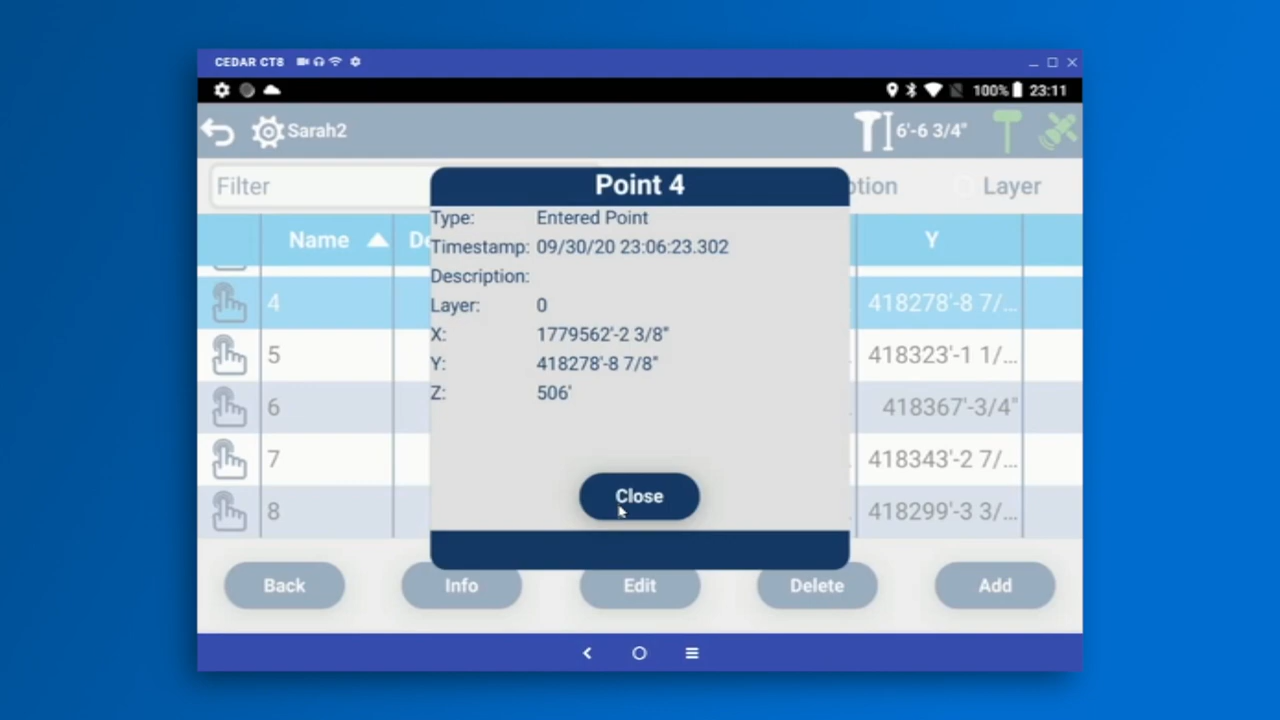 CEDAR CT8
100% 23:11
Sarah2 6'-6 3/4"
Filter Layer
Point 4
Type: Entered Point
Timestamp: 09/30/20 23:06:23.302
Description:
Layer: 0
X: 1779562'-2 3/8"
Y: 418278'-8 7/8"
Z: 506'
Close
Name Y
4 418278'-8 7/...
5 418323'-1 1/...
6 418367'-3/4"
7 418343'-2 7/...
8 418299'-3 3/...
Back Info Edit Delete Add